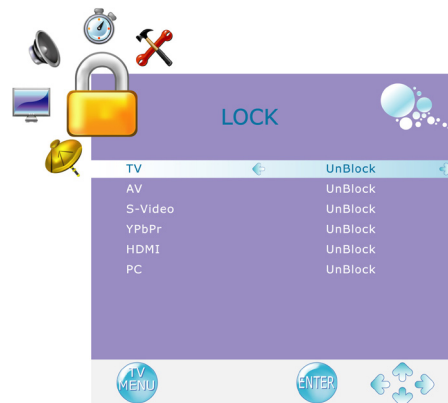 LOCK
TV UnBlock
AV UnBlock
S-Video UnBlock
YPbPr UnBlock
HDMI UnBlock
PC UnBlock
TV MENU ENTER